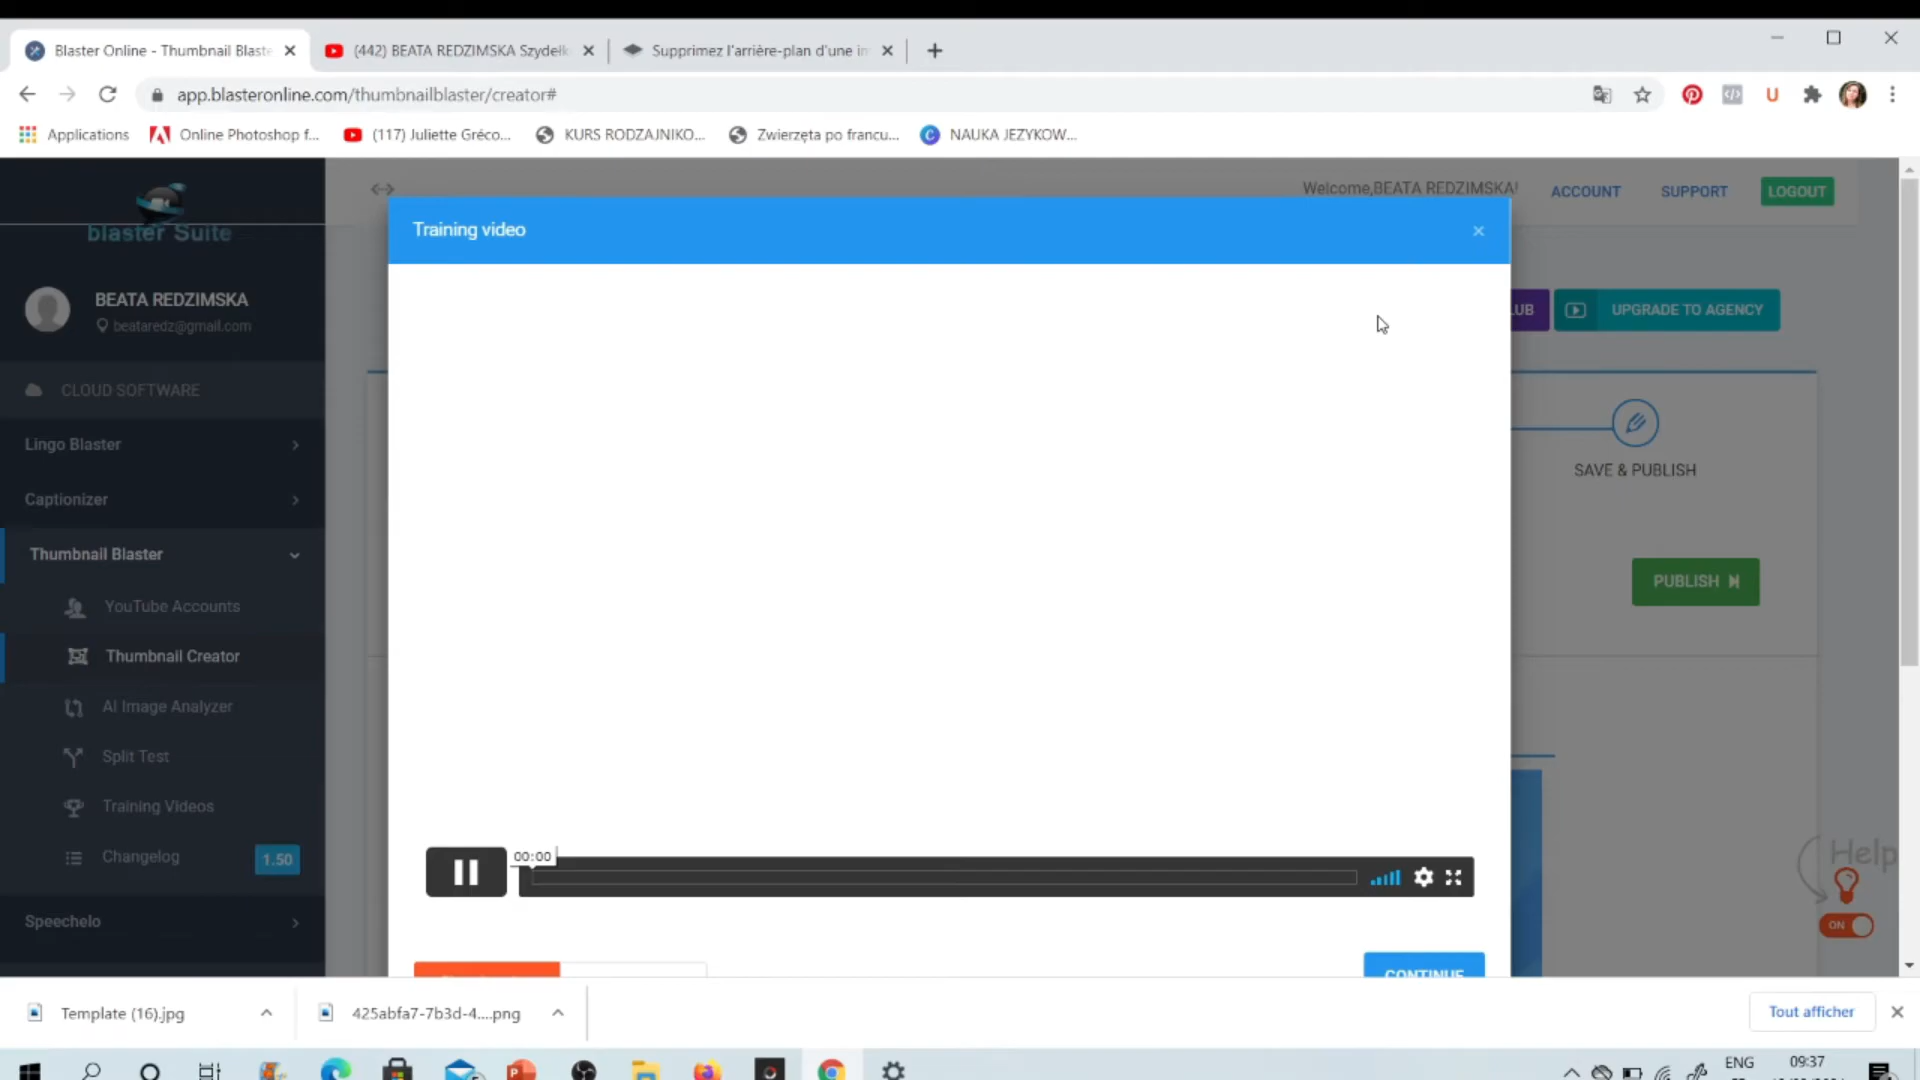 Blaster Online - Thumbnail Blaste
(442) BEATA REDZIMSKA Szydełk
Supprimez l'arrière-plan d'une in
app.blasteronline.com/thumbnailblaster/creator#
Applications
Online Photoshop f...
(117) Juliette Gréco...
KURS RODZAJNIKO...
Zwierzęta po francu...
NAUKA JEZYKOW...
blaster Suite
Welcome,BEATA REDZIMSKA!
ACCOUNT
SUPPORT
LOGOUT
Training video
BEATA REDZIMSKA
beataredz@gmail.com
LUB
UPGRADE TO AGENCY
CLOUD SOFTWARE
Lingo Blaster
SAVE & PUBLISH
Captionizer
Thumbnail Blaster
PUBLISH
YouTube Accounts
Thumbnail Creator
AI Image Analyzer
Split Test
Training Videos
Changelog
1.50
00:00
Help
ON
Speechelo
CONTINUE
Template (16).jpg
425abfa7-7b3d-4....png
Tout afficher
ENG
09:37